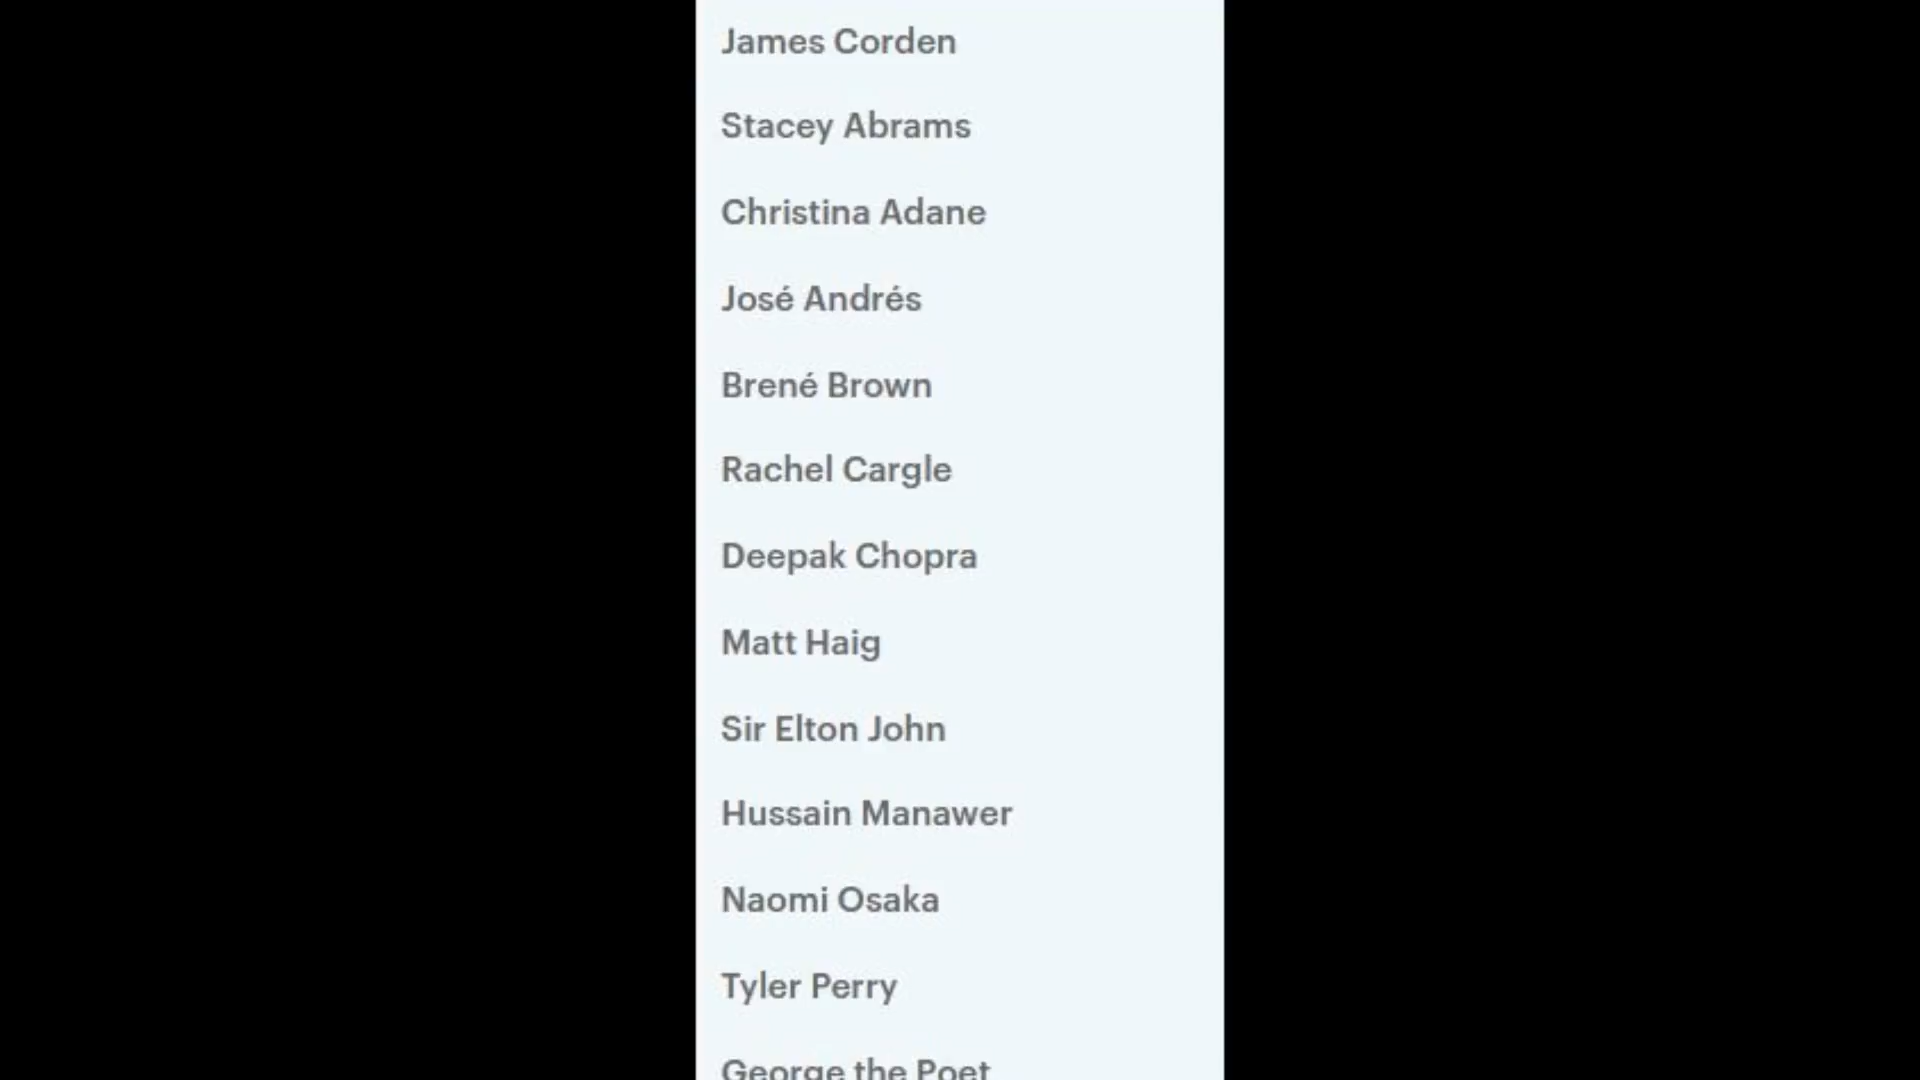 James Corden
Stacey Abrams
Christina Adane
José Andrés
Brené Brown
Rachel Cargle
Deepak Chopra
Matt Haig
Sir Elton John
Hussain Manawer
Naomi Osaka
Tyler Perry
George the Poet